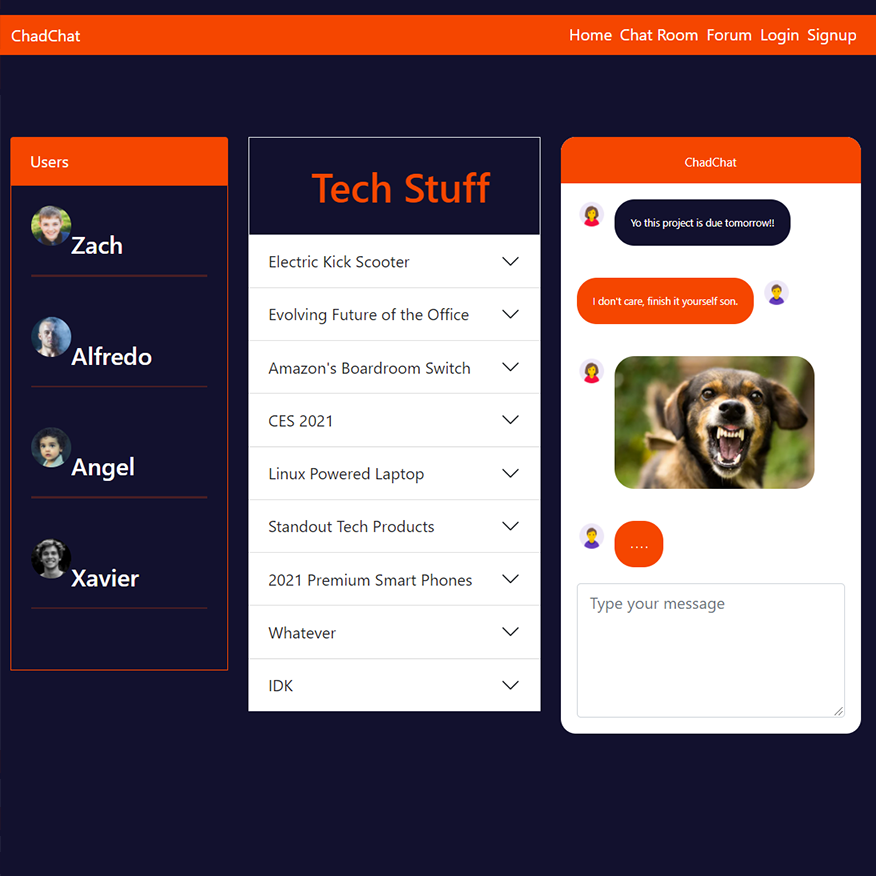 ChadChat
Home Chat Room Forum Login Signup
Users
Zach
Alfredo
Angel
Xavier
Tech Stuff
Electric Kick Scooter
Evolving Future of the Office
Amazon's Boardroom Switch
CES 2021
Linux Powered Laptop
Standout Tech Products
2021 Premium Smart Phones
Whatever
IDK
ChadChat
Yo this project is due tomorrow!!
I don't care, finish it yourself son.
....
Type your message